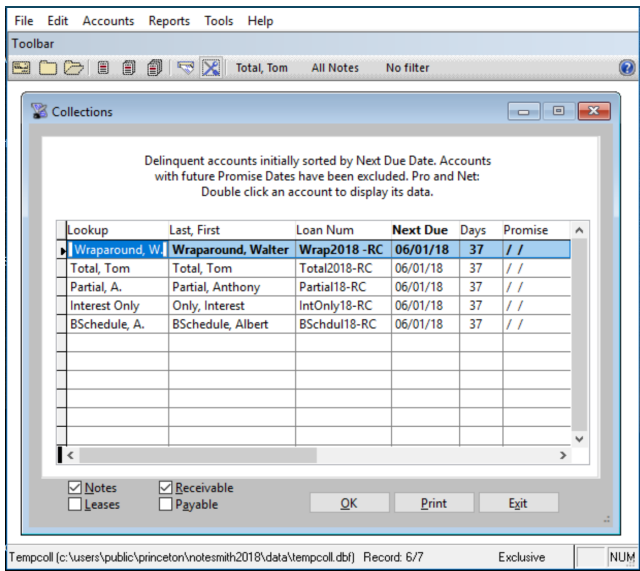 File Edit Accounts Reports Tools Help
Toolbar
Total, Tom All Notes No filter
Collections
Delinquent accounts initially sorted by Next Due Date. Accounts
with future Promise Dates have been excluded. Pro and Net:
Double click an account to display its data.
Lookup Last, First Loan Num Next Due Days Promise
Wraparound, W. Wraparound, Walter Wrap2018 -RC 06/01/18 37 / /
Total, Tom Total, Tom Total2018-RC 06/01/18 37 / /
Partial, A. Partial, Anthony Partial18-RC 06/01/18 37 / /
Interest Only Only, Interest IntOnly18-RC 06/01/18 37 / /
BSchedule, A. BSchedule, Albert BSchdul18-RC 06/01/18 37 / /
Notes Receivable
Leases Payable
OK Print Exit
Tempcoll (c:\users\public\princeton\notesmith2018\data\tempcoll.dbf) Record: 6/7 Exclusive NUM